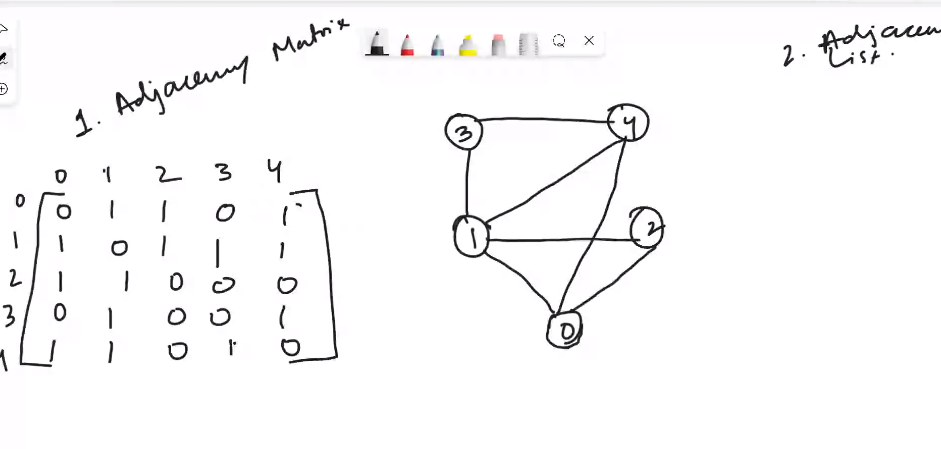 1. Adjacency Matrix
2. Adjacen
List.
0 1 2 3 4
0 0 1 1 0 1
1 1 0 1 1 1
2 1 1 0 0 0
3 0 1 0 0 1
4 1 1 0 1 0
3 4
1 2
0